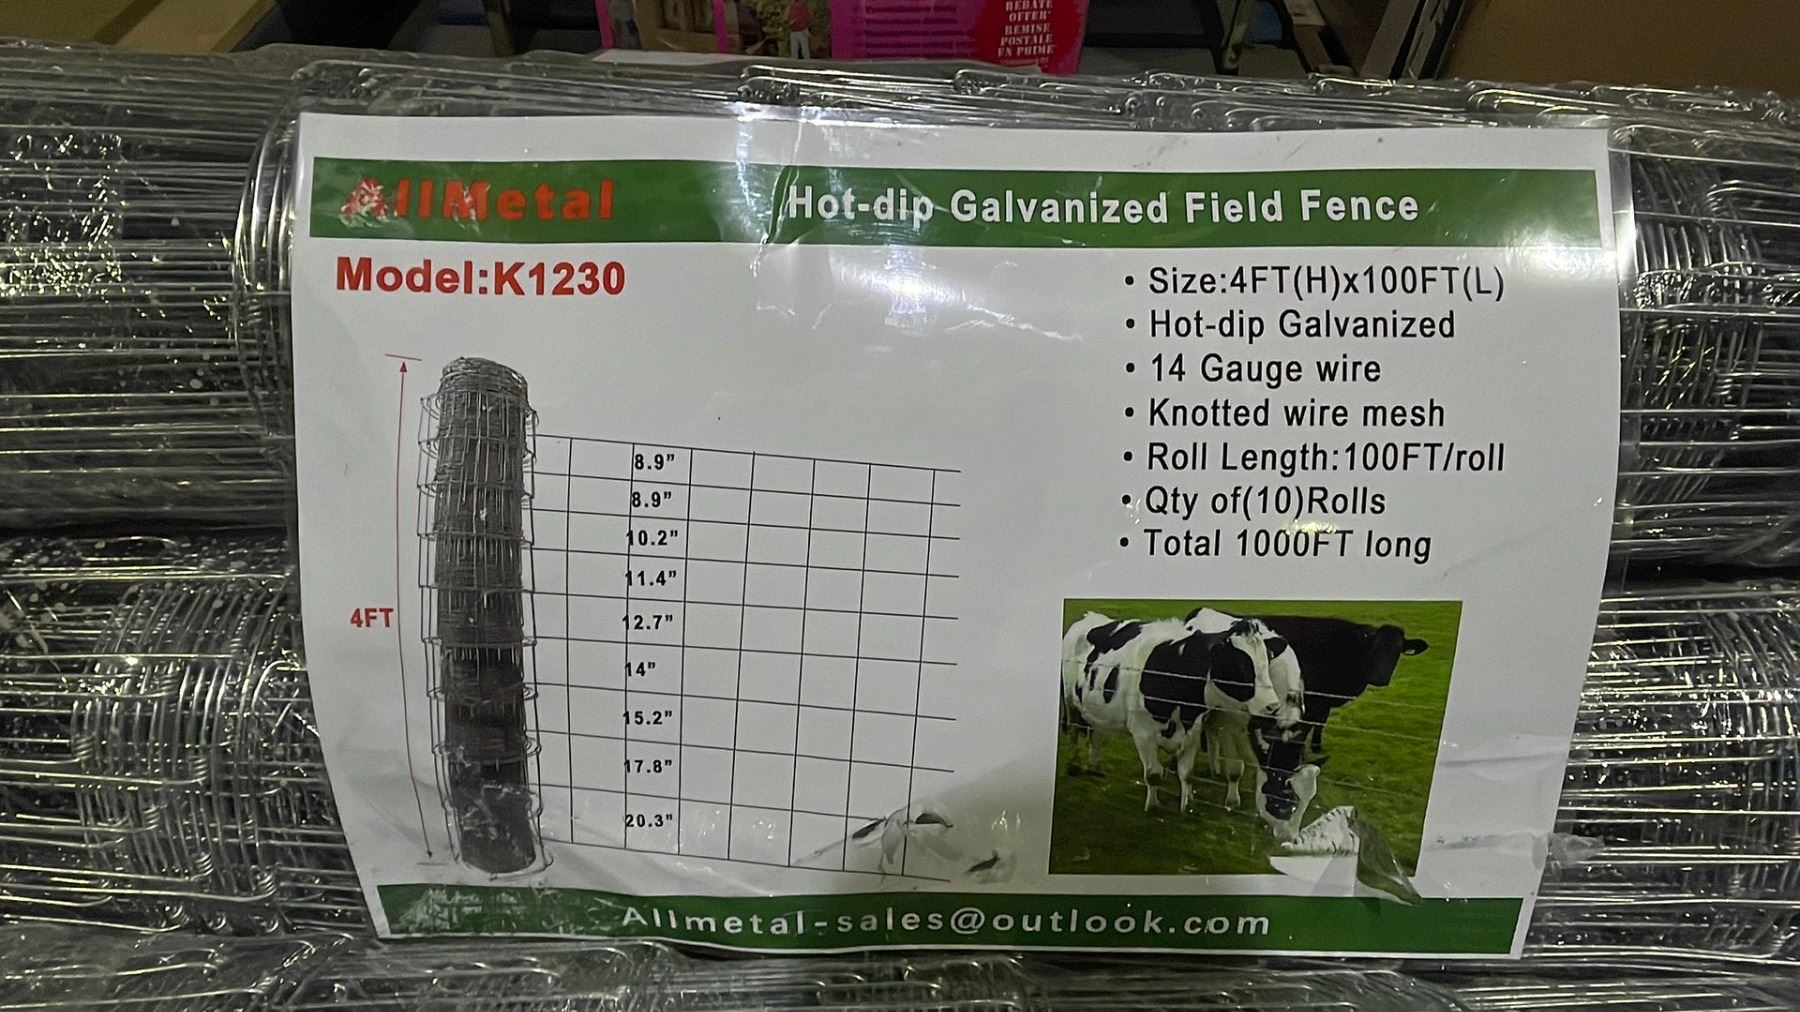 REBATE
OFFER*
REMISE
POSTALE
EN PRIME*
AllMetal
Hot-dip Galvanized Field Fence
Model:K1230
• Size:4FT(H)x100FT(L)
• Hot-dip Galvanized
• 14 Gauge wire
• Knotted wire mesh
• Roll Length:100FT/roll
• Qty of(10)Rolls
• Total 1000FT long
4FT
8.9”
8.9”
10.2”
11.4”
12.7”
14”
15.2”
17.8”
20.3”
Allmetal-sales@outlook.com